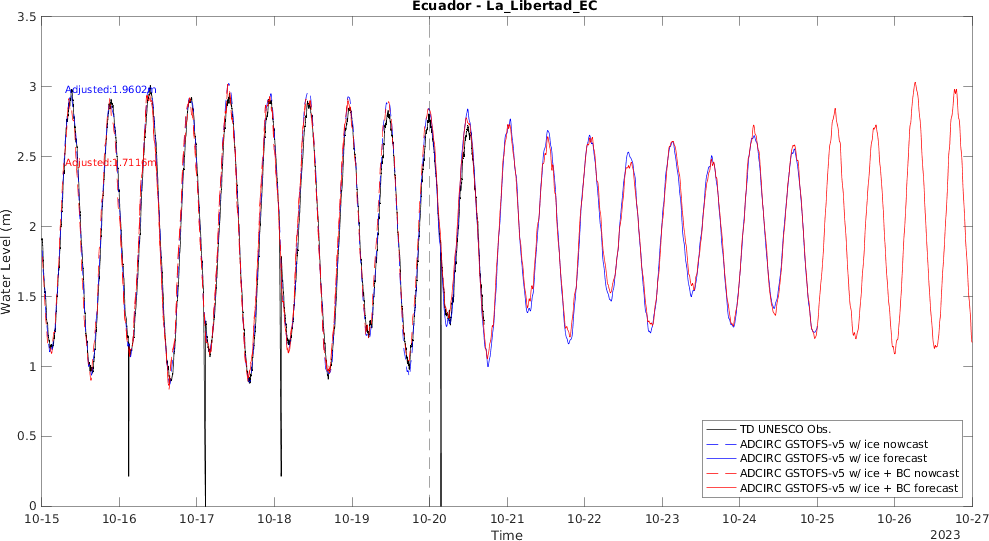 Ecuador - La_Libertad_EC
3.5
3
2.5
2
1.5
1
0.5
0
Water Level (m)
Adjusted:1.9602m
Adjusted:1.7116m
TD UNESCO Obs.
ADCIRC GSTOFS-v5 w/ ice nowcast
ADCIRC GSTOFS-v5 w/ ice forecast
ADCIRC GSTOFS-v5 w/ ice + BC nowcast
ADCIRC GSTOFS-v5 w/ ice + BC forecast
10-15 10-16 10-17 10-18 10-19 10-20 10-21 10-22 10-23 10-24 10-25 10-26 10-27
Time
2023